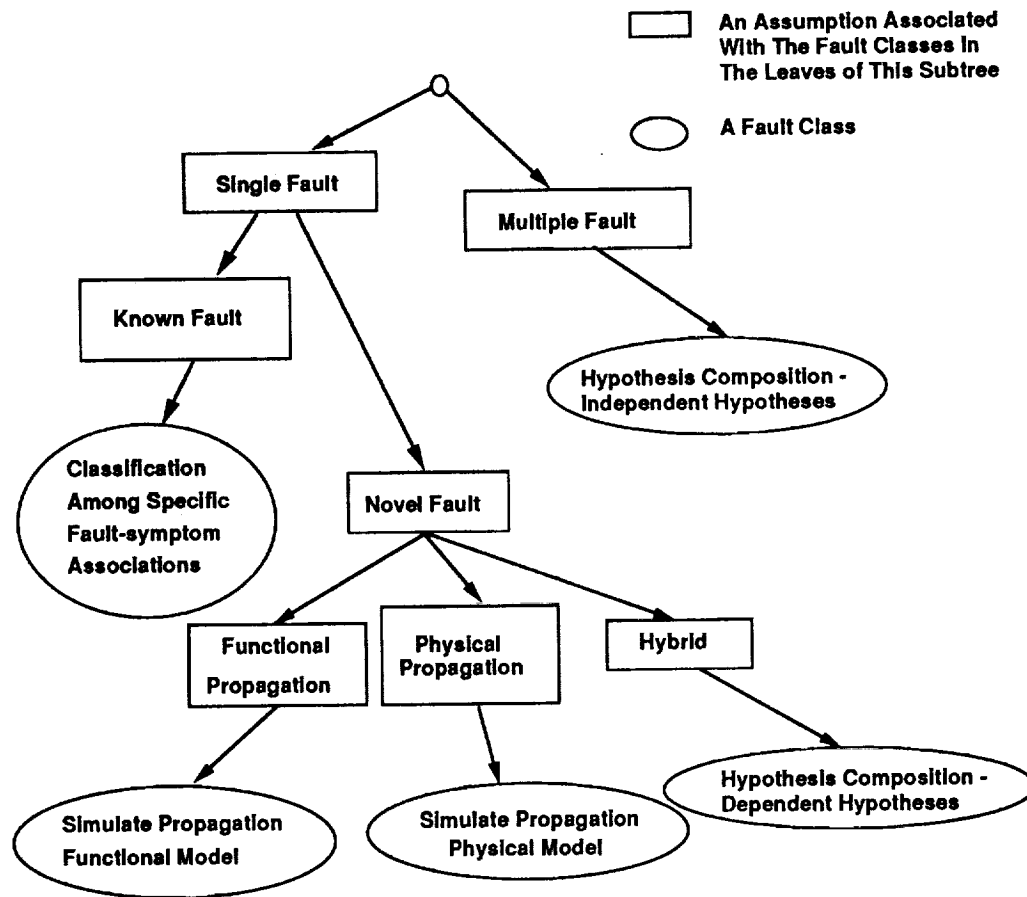 An Assumption Associated
With The Fault Classes In
The Leaves of This Subtree
A Fault Class
Single Fault
Multiple Fault
Known Fault
Hypothesis Composition -
Independent Hypotheses
Classification
Among Specific
Fault-symptom
Associations
Novel Fault
Functional
Propagation
Physical
Propagation
Hybrid
Simulate Propagation
Functional Model
Simulate Propagation
Physical Model
Hypothesis Composition -
Dependent Hypotheses